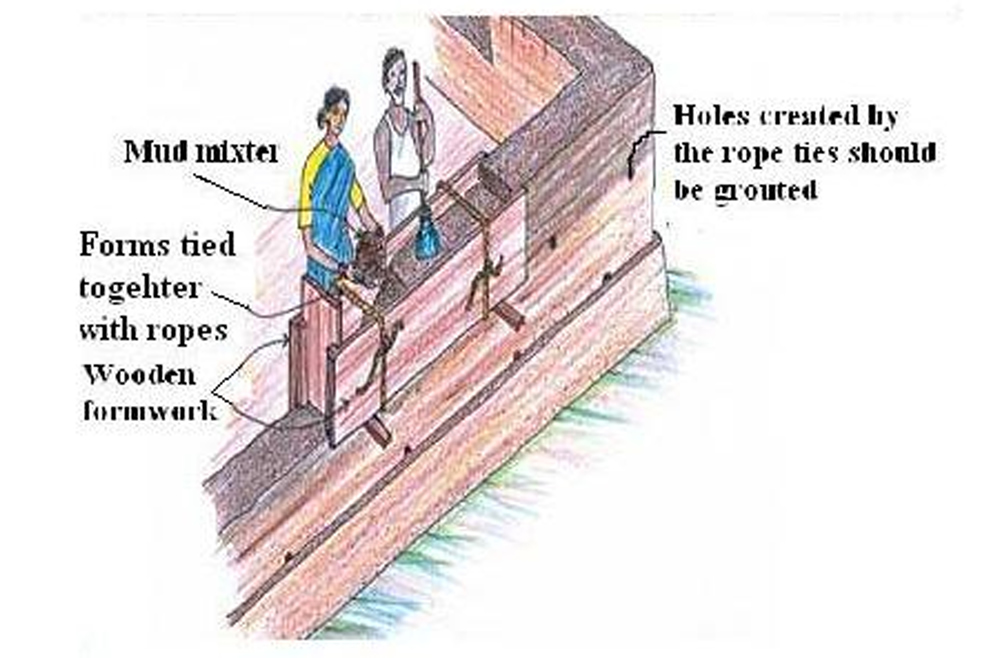 Mud mixter
Forms tied
togehter
with ropes
Wooden
formwork
Holes created by
the rope ties should
be grouted